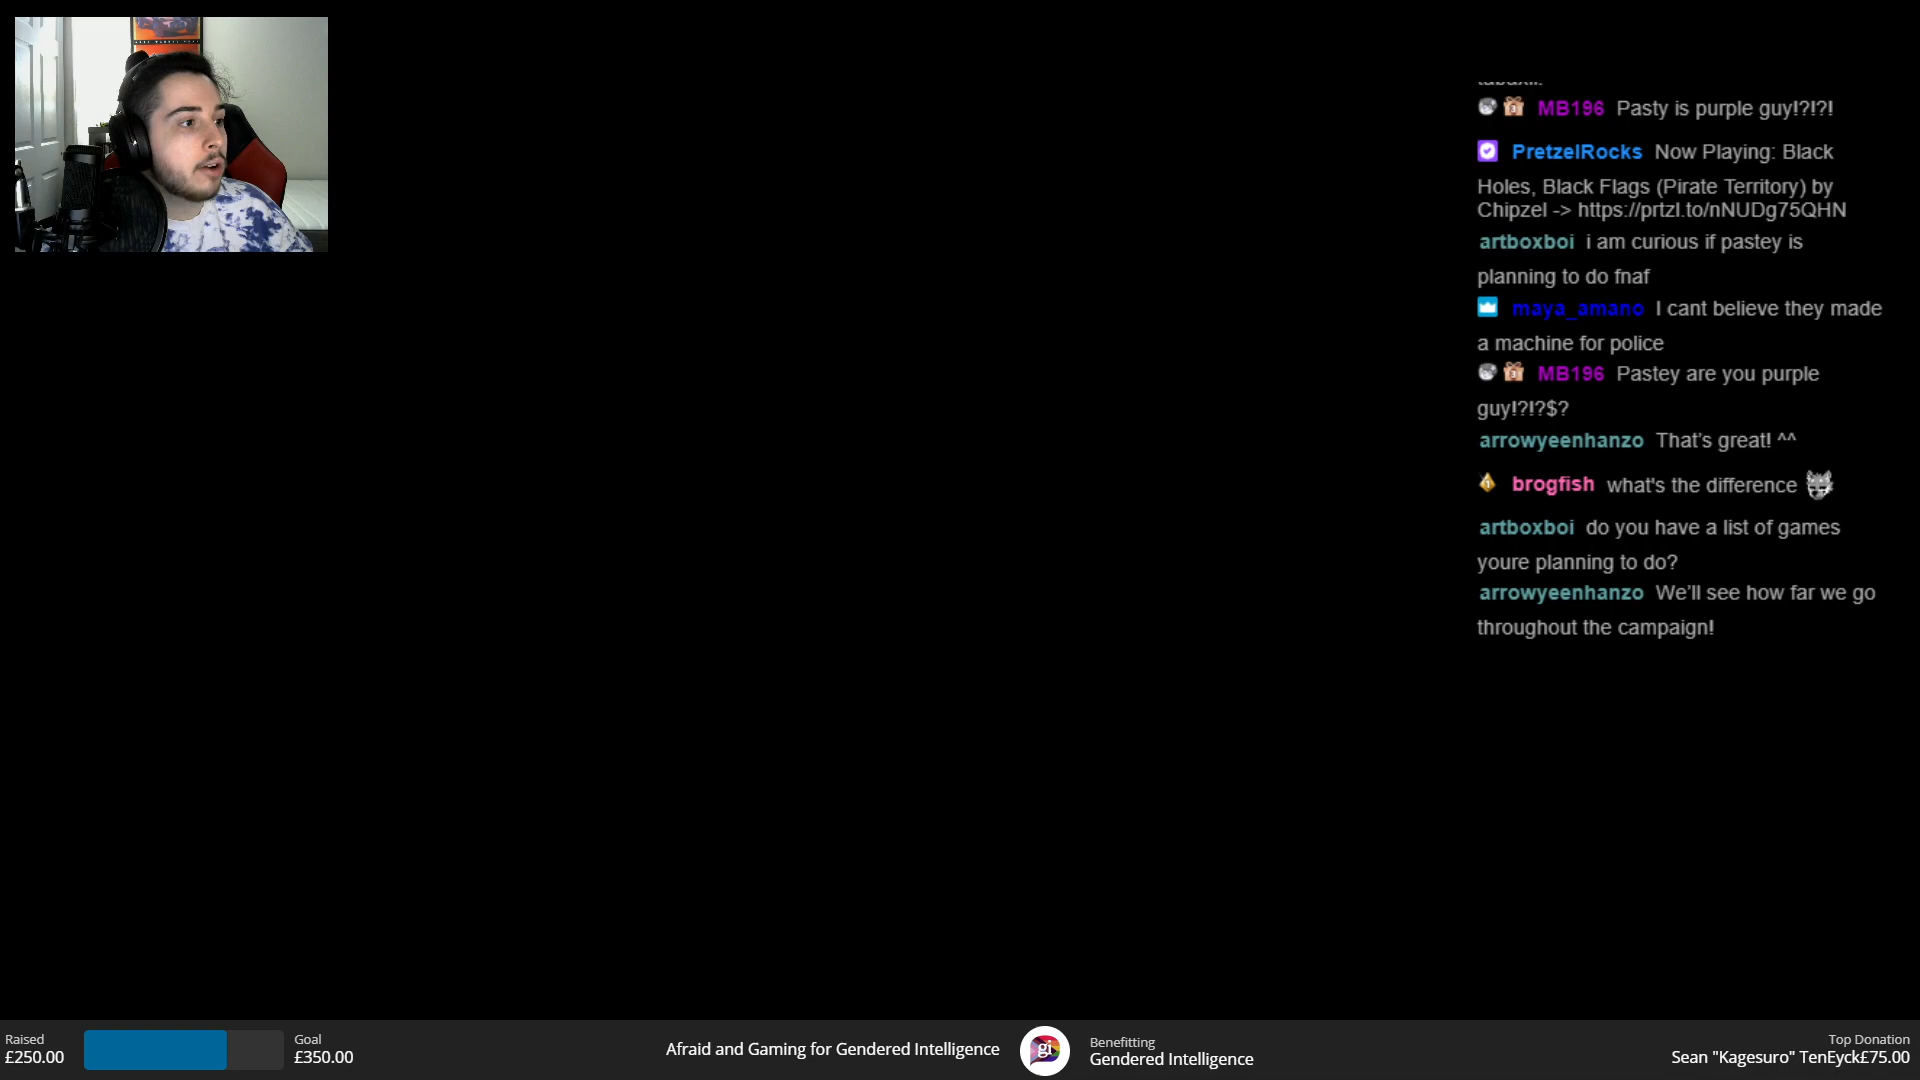 MB196 Pasty is purple guy!?!?!
PretzelRocks Now Playing: Black
Holes, Black Flags (Pirate Territory) by
Chipzel -> https://prtzl.to/nNUDg75QHN
artboxboi i am curious if pastey is
planning to do fnaf
maya_amano I cant believe they made
a machine for police
MB196 Pastey are you purple
guy!?!?$?
arrowyeenhanzo That's great! ^^
brogfish what's the difference
artboxboi do you have a list of games
youre planning to do?
arrowyeenhanzo We'll see how far we go
throughout the campaign!
Raised
£250.00
Goal
£350.00
Afraid and Gaming for Gendered Intelligence
gi
Benefitting
Gendered Intelligence
Top Donation
Sean "Kagesuro" TenEyck£75.00